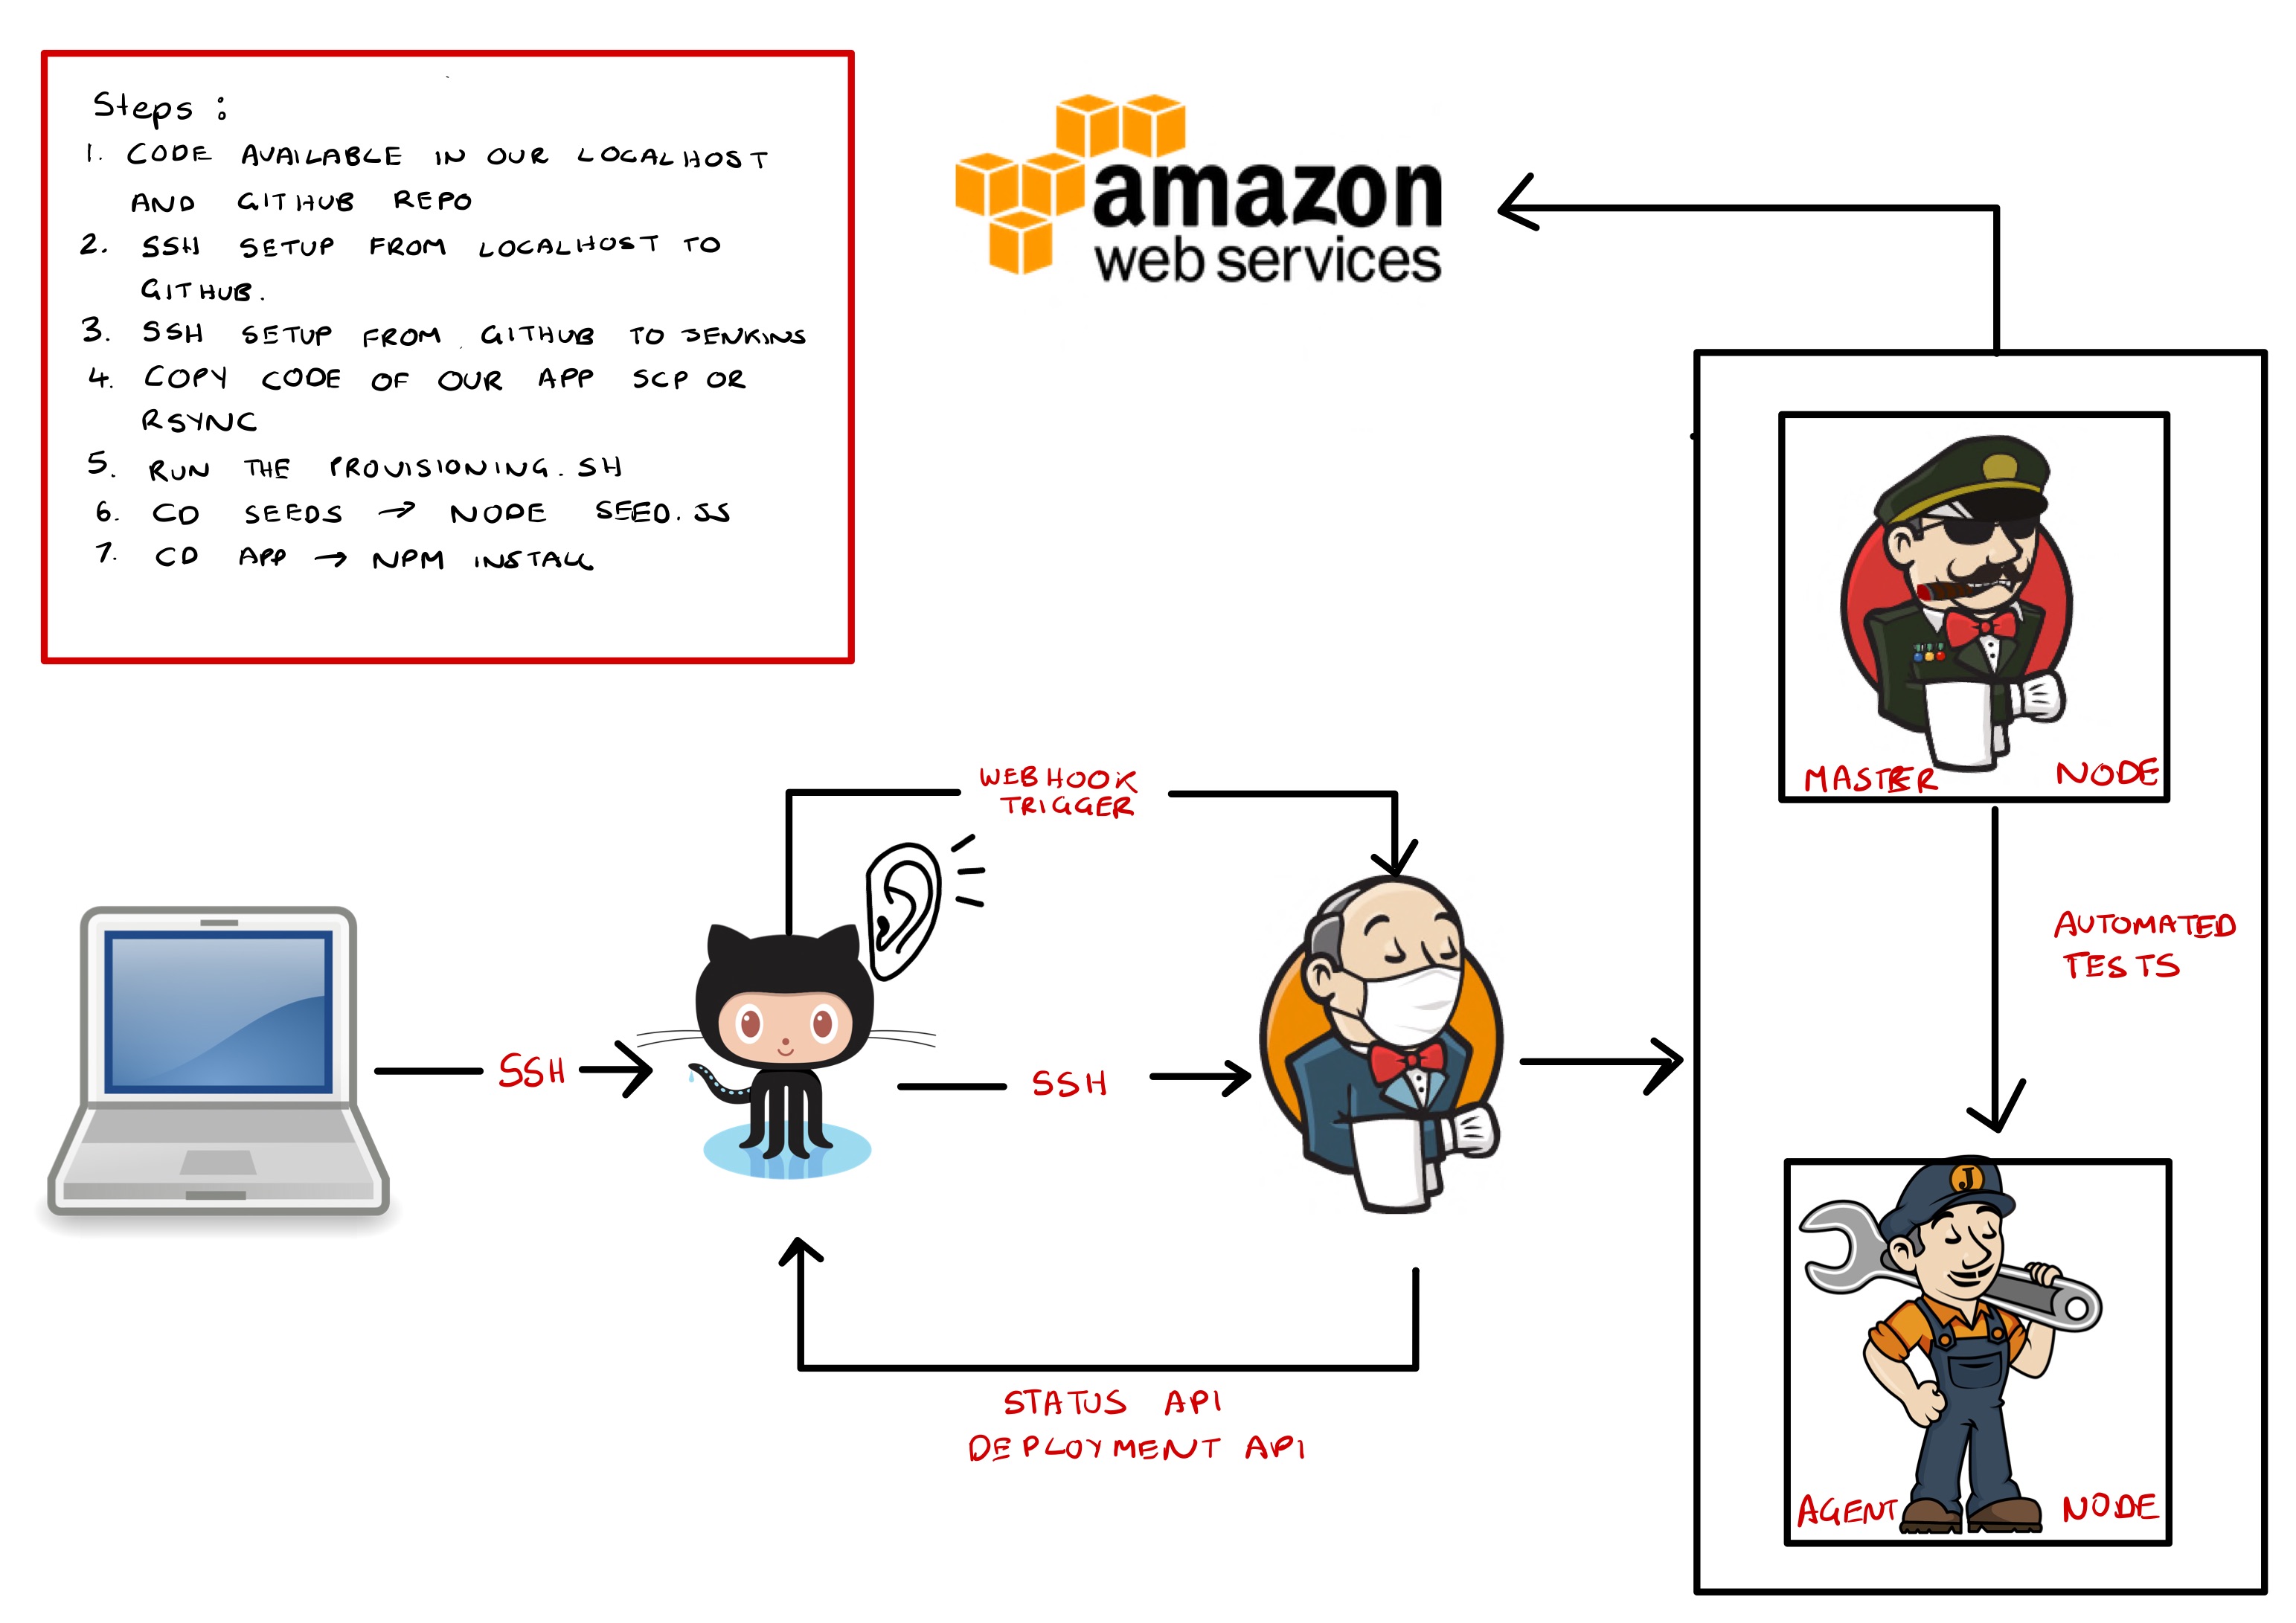 Steps :
1. CODE AVAILABLE IN OUR LOCALHOST
AND GITHUB REPO
2. SSH SETUP FROM LOCALHOST TO
GITHUB.
3. SSH SETUP FROM GITHUB TO JENKINS
4. COPY CODE OF OUR APP SCP OR
RSYNC
5. RUN THE PROVISIONING.SH
6. CD SEEDS → NODE SEED.JS
7. CD APP → NPM INSTALL
amazon
web services
MASTER NODE
WEBHOOK
TRIGGER
AUTOMATED
TESTS
SSH
SSH
J
STATUS API
DEPLOYMENT API
AGENT NODE